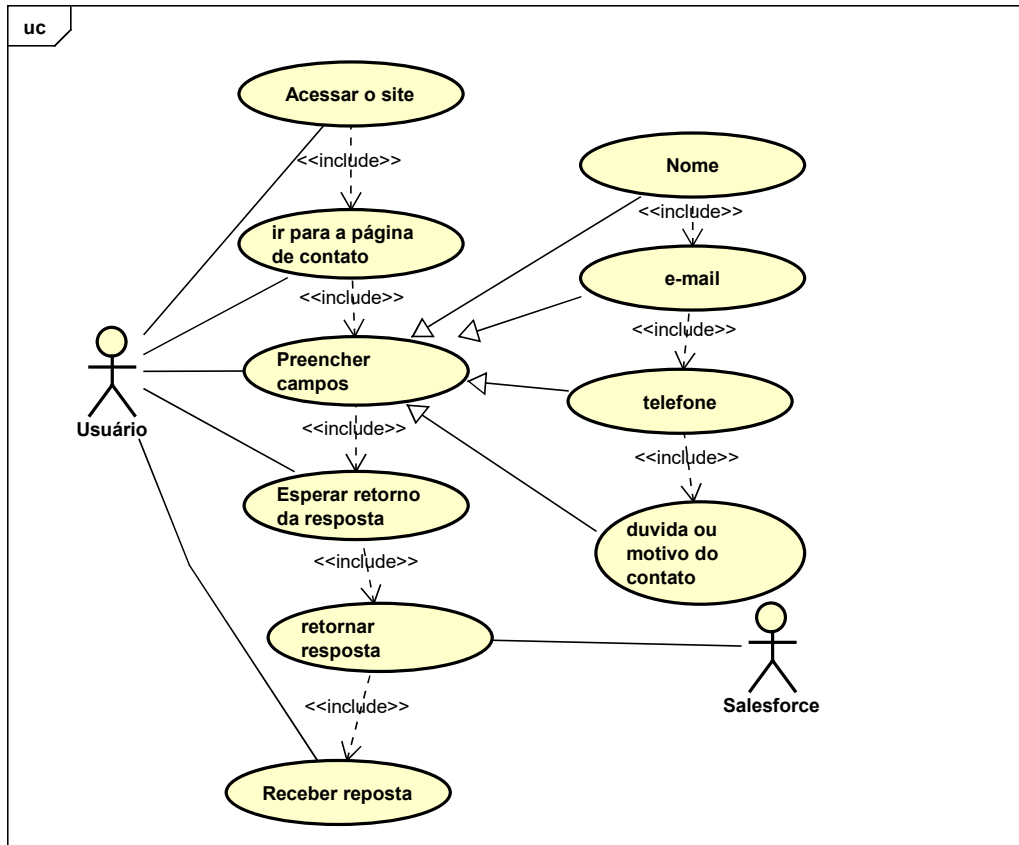 uc
Acessar o site
<<include>>
ir para a página
de contato
<<include>>
Preencher
campos
<<include>>
Esperar retorno
da resposta
<<include>>
retornar
resposta
<<include>>
Receber reposta
Usuário
Nome
<<include>>
e-mail
<<include>>
telefone
<<include>>
duvida ou
motivo do
contato
Salesforce